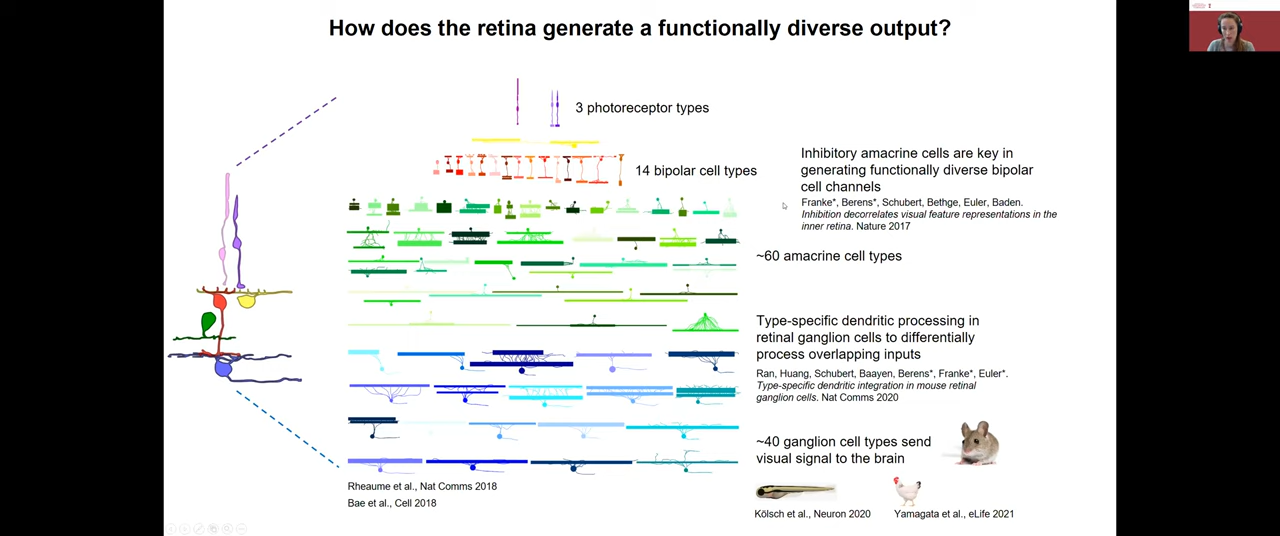 How does the retina generate a functionally diverse output?
3 photoreceptor types
14 bipolar cell types
Inhibitory amacrine cells are key in
generating functionally diverse bipolar
cell channels
Franke*, Berens*, Schubert, Bethge, Euler, Baden.
Inhibition decorrelates visual feature representations in the
inner retina. Nature 2017
~60 amacrine cell types
Type-specific dendritic processing in
retinal ganglion cells to differentially
process overlapping inputs
Ran, Huang, Schubert, Baayen, Berens*, Franke*, Euler*.
Type-specific dendritic integration in mouse retinal
ganglion cells. Nat Comms 2020
~40 ganglion cell types send
visual signal to the brain
Rheaume et al., Nat Comms 2018
Bae et al., Cell 2018
Kölsch et al., Neuron 2020
Yamagata et al., eLife 2021